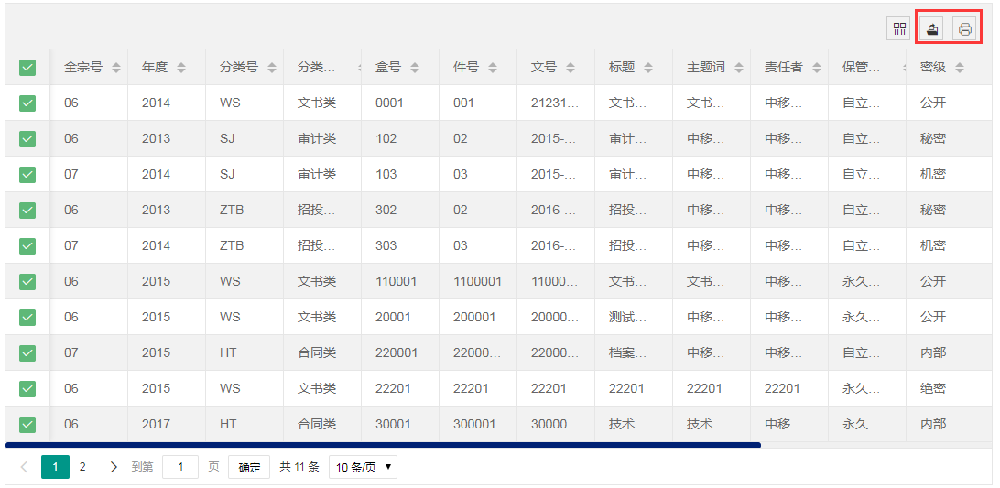 全宗号 年度 分类号 分类... 盒号 件号 文号 标题 主题词 责任者 保管... 密级
06 2014 WS 文书类 0001 001 21231... 文书... 文书... 中移... 自立... 公开
06 2013 SJ 审计类 102 02 2015-... 审计... 中移... 中移... 自立... 秘密
07 2014 SJ 审计类 103 03 2015-... 审计... 中移... 中移... 自立... 机密
06 2013 ZTB 招投... 302 02 2016-... 招投... 中移... 中移... 自立... 秘密
07 2014 ZTB 招投... 303 03 2016-... 招投... 中移... 中移... 自立... 机密
06 2015 WS 文书类 110001 1100001 11000... 文书... 文书... 中移... 永久... 公开
06 2015 WS 文书类 20001 200001 20000... 测试... 中移... 中移... 永久... 公开
07 2015 HT 合同类 220001 22000... 22000... 档案... 中移... 中移... 自立... 内部
06 2015 WS 文书类 22201 22201 22201 22201 22201 22201 永久... 绝密
06 2017 HT 合同类 30001 300001 30000... 技术... 技术... 中移... 永久... 内部
1 2 到第 1 页 确定 共 11 条 10 条/页